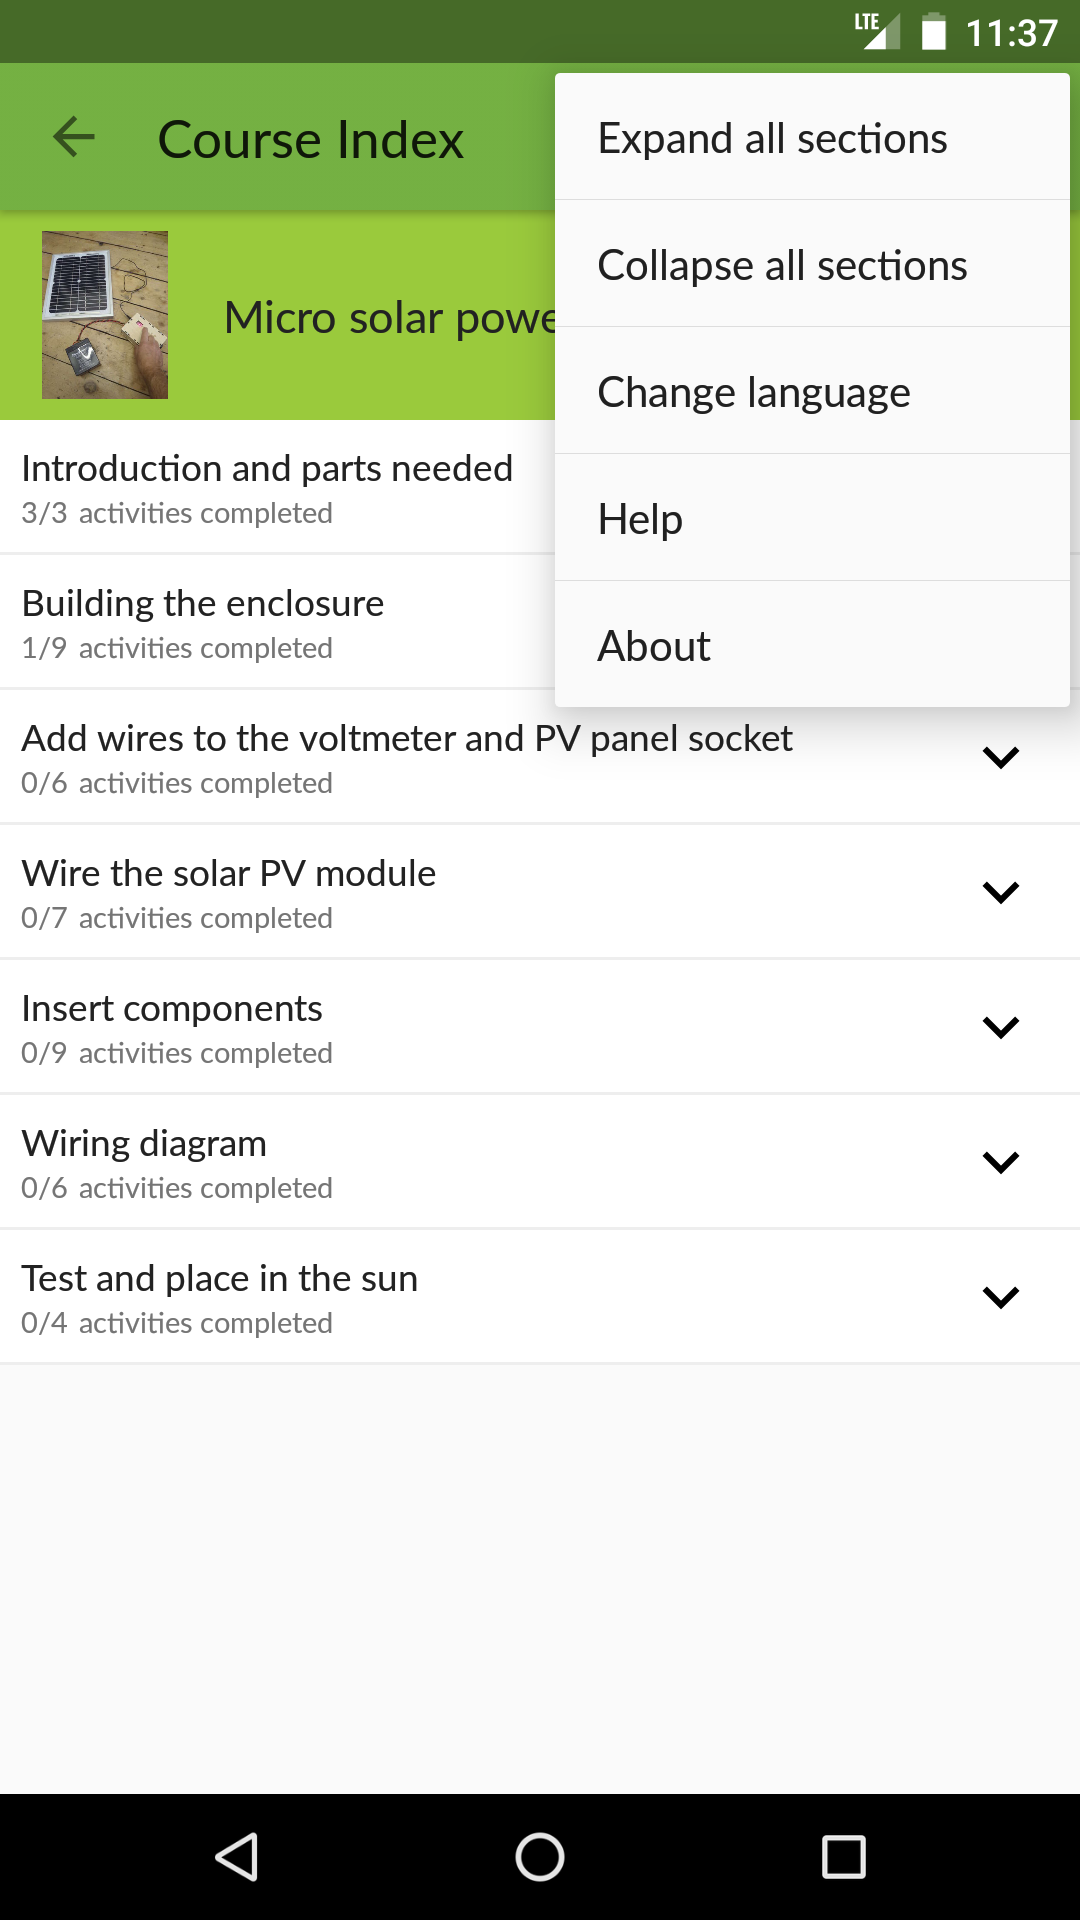 LTE 11:37
Course Index
Expand all sections
Collapse all sections
Change language
Help
About
Micro solar powe
Introduction and parts needed
3/3 activities completed
Building the enclosure
1/9 activities completed
Add wires to the voltmeter and PV panel socket
0/6 activities completed
Wire the solar PV module
0/7 activities completed
Insert components
0/9 activities completed
Wiring diagram
0/6 activities completed
Test and place in the sun
0/4 activities completed